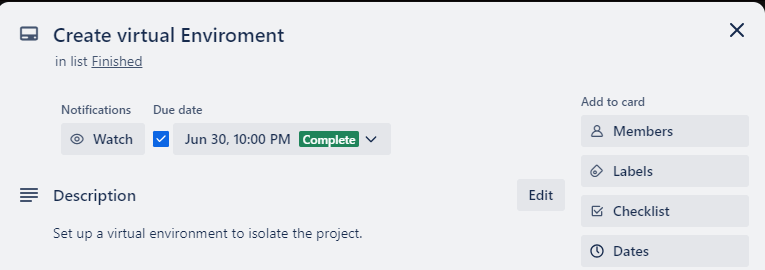 Create virtual Enviroment
in list Finished
Notifications
Due date
Watch
Jun 30, 10:00 PM Complete
Description
Edit
Set up a virtual environment to isolate the project.
Add to card
Members
Labels
Checklist
Dates